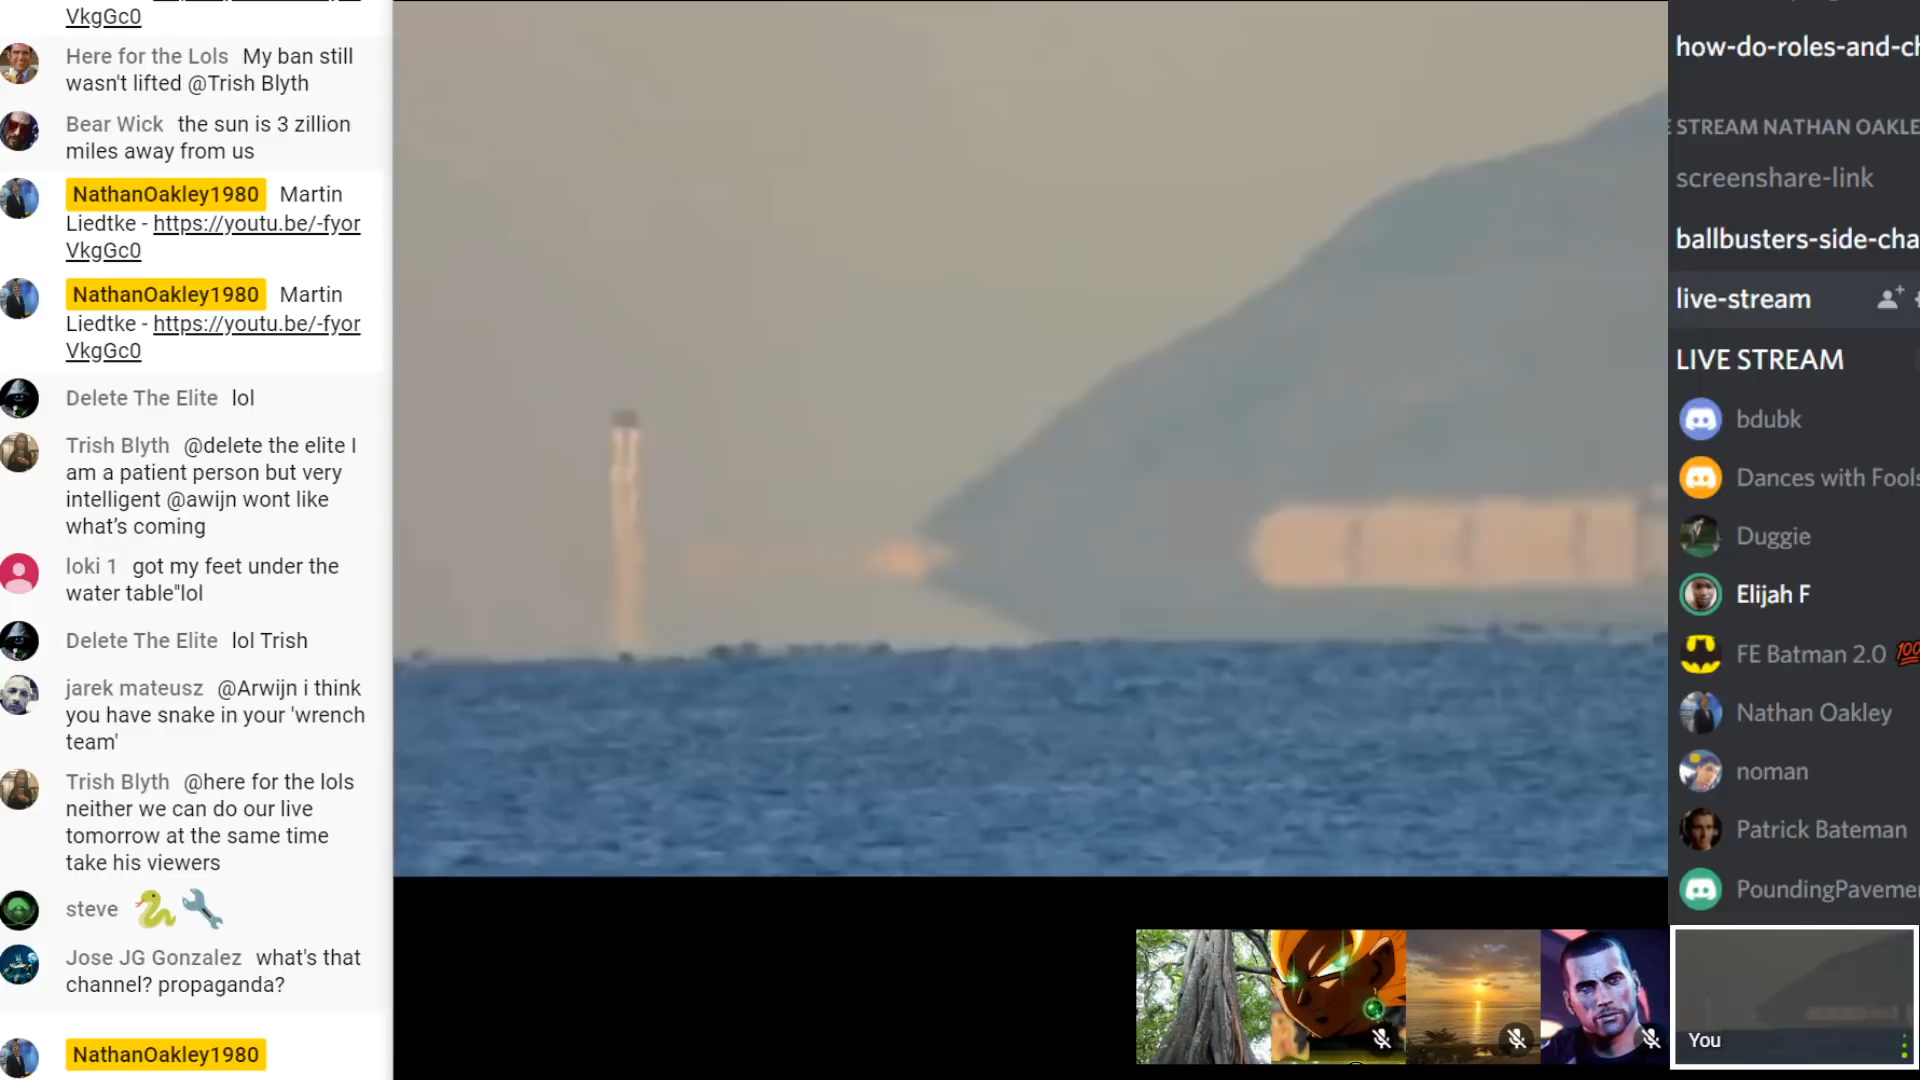 VkgGc0
Here for the Lols My ban still
wasn't lifted @Trish Blyth
Bear Wick the sun is 3 zillion
miles away from us
NathanOakley1980 Martin
Liedtke - https://youtu.be/-fyor
VkgGc0
NathanOakley1980 Martin
Liedtke - https://youtu.be/-fyor
VkgGc0
Delete The Elite lol
Trish Blyth @delete the elite I
am a patient person but very
intelligent @awijn wont like
what's coming
loki 1 got my feet under the
water table"lol
Delete The Elite lol Trish
jarek mateusz @Arwijn i think
you have snake in your 'wrench
team'
Trish Blyth @here for the lols
neither we can do our live
tomorrow at the same time
take his viewers
steve 🐍🔧
Jose JG Gonzalez what's that
channel? propaganda?
NathanOakley1980
how-do-roles-and-ch
E STREAM NATHAN OAKLE
screenshare-link
ballbusters-side-cha
live-stream
LIVE STREAM
bdubk
Dances with Fools
Duggie
Elijah F
FE Batman 2.0 💯
Nathan Oakley
noman
Patrick Bateman
PoundingPaveme
You